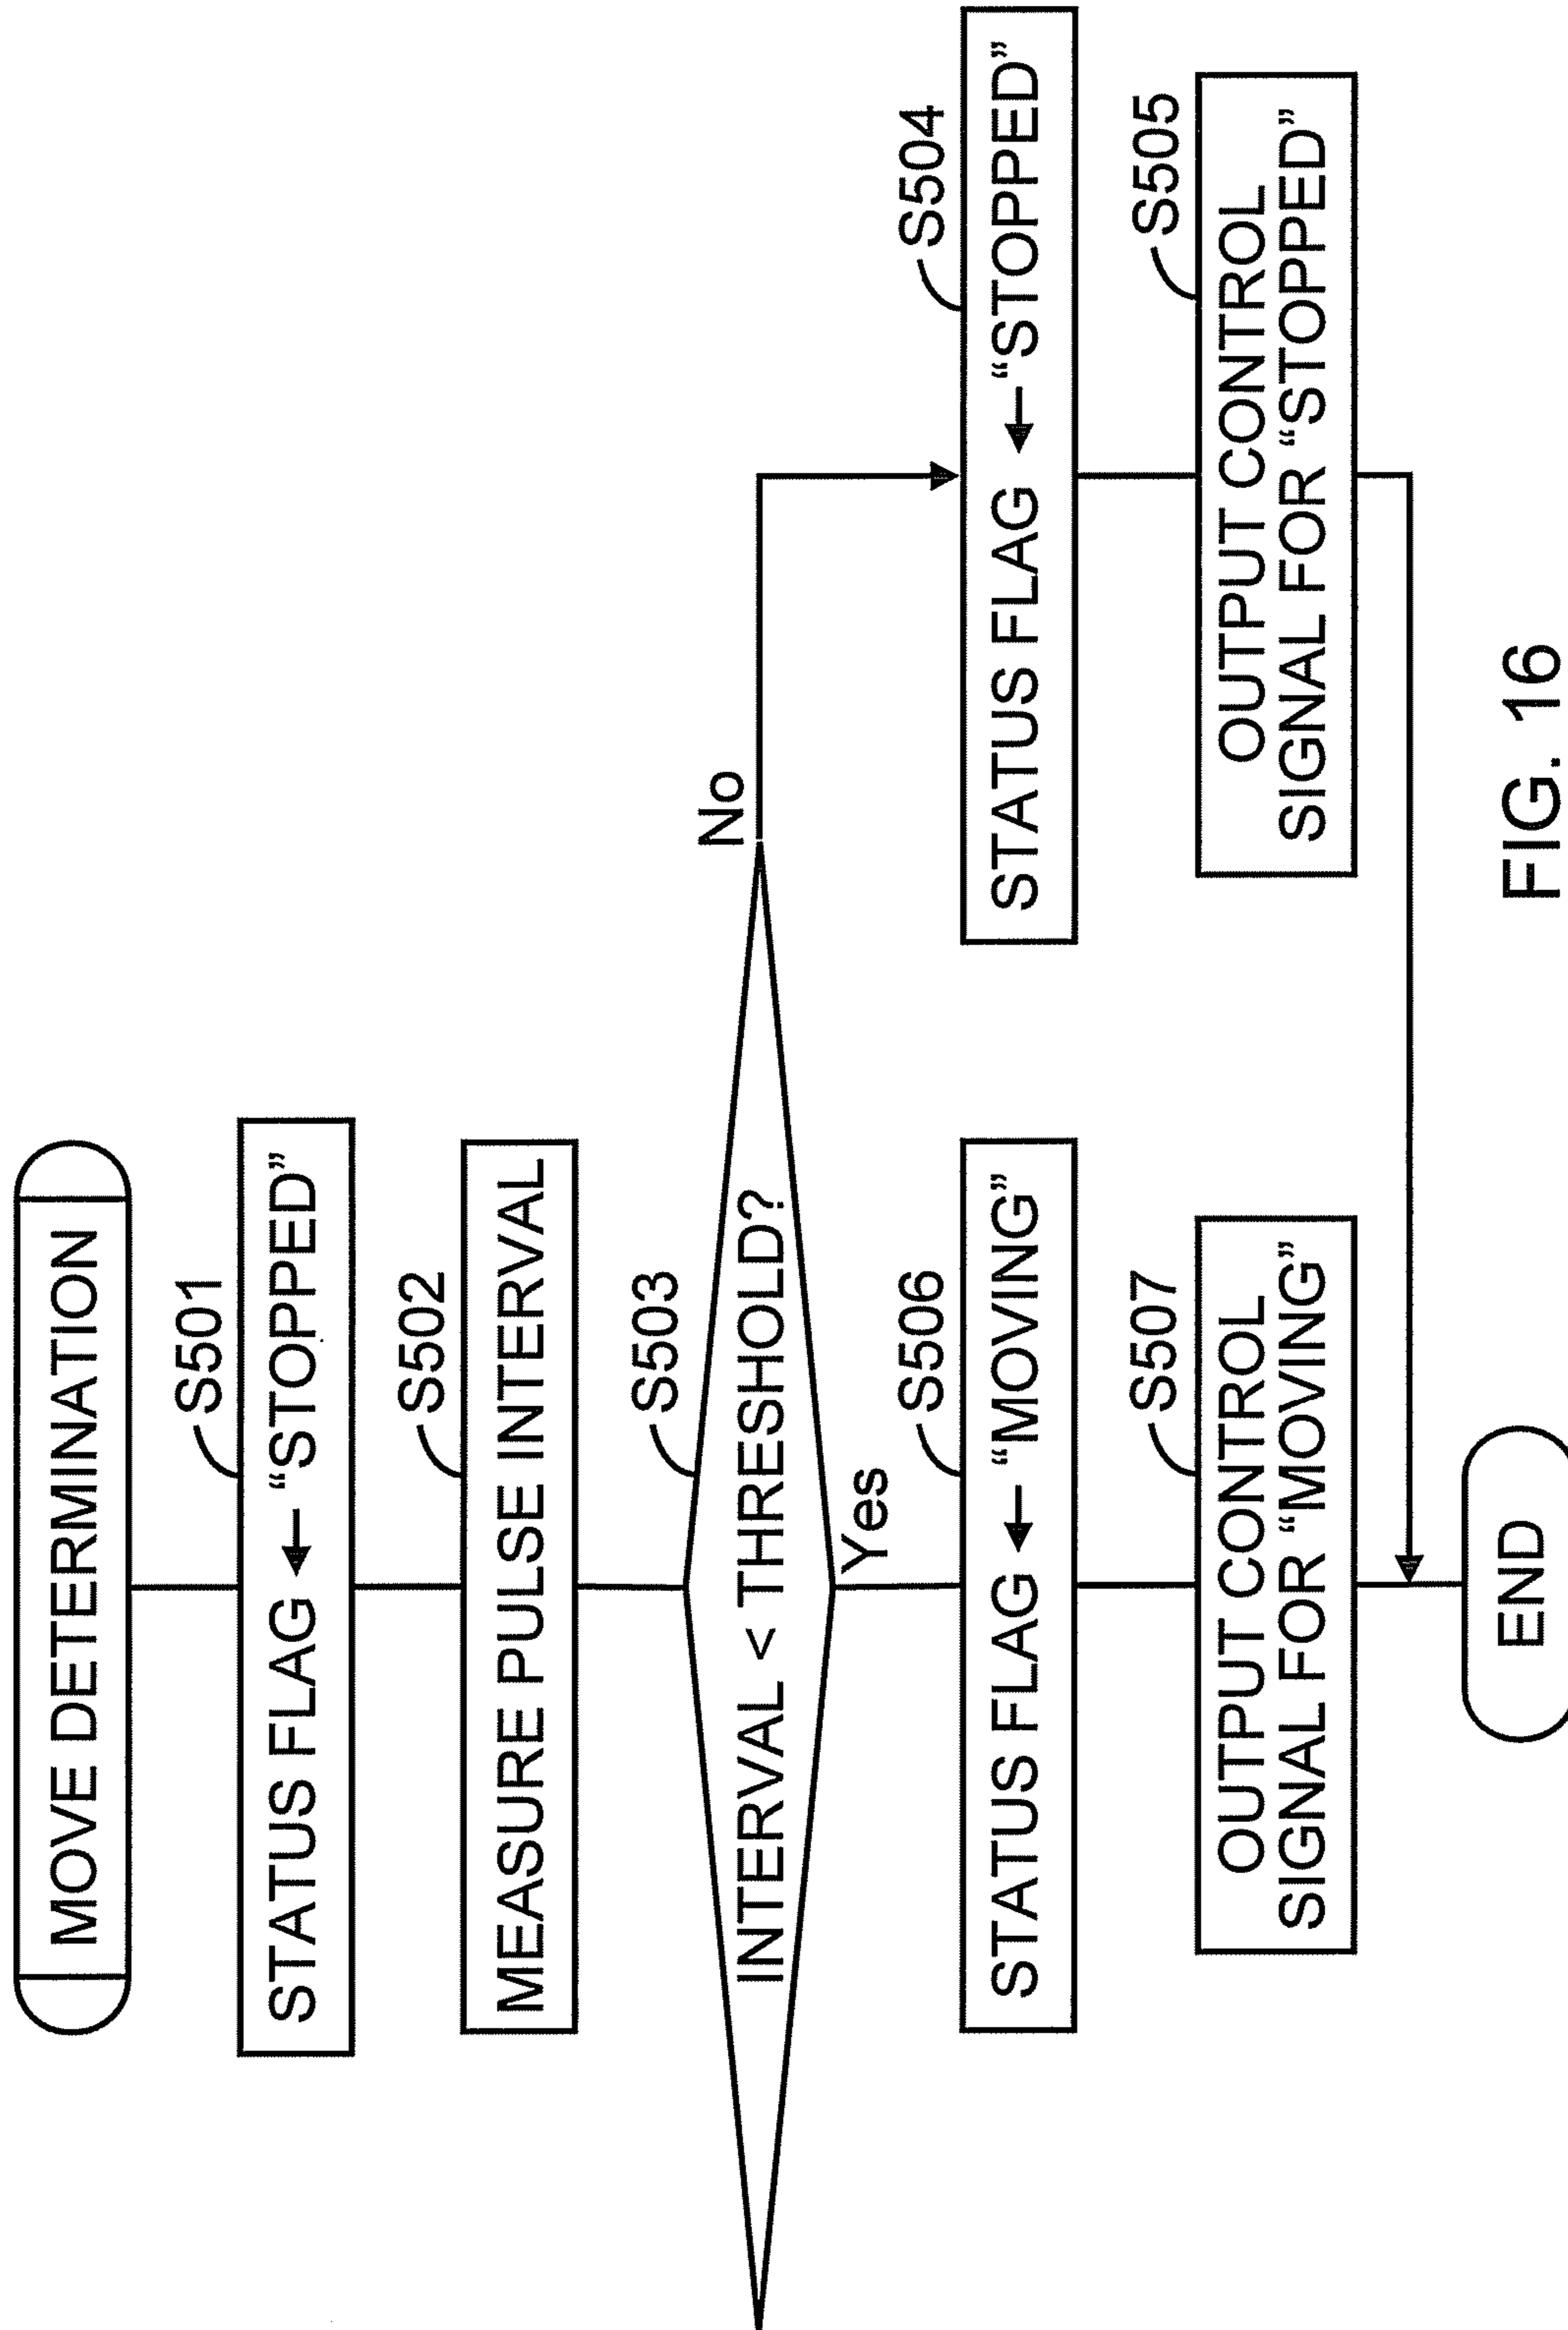 MOVE DETERMINATION
S501
STATUS FLAG ← “STOPPED”
S502
MEASURE PULSE INTERVAL
S503
INTERVAL < THRESHOLD?
No
Yes
S504
STATUS FLAG ← “STOPPED”
S505
OUTPUT CONTROL
SIGNAL FOR “STOPPED”
S506
STATUS FLAG ← “MOVING”
S507
OUTPUT CONTROL
SIGNAL FOR “MOVING”
END
FIG. 16